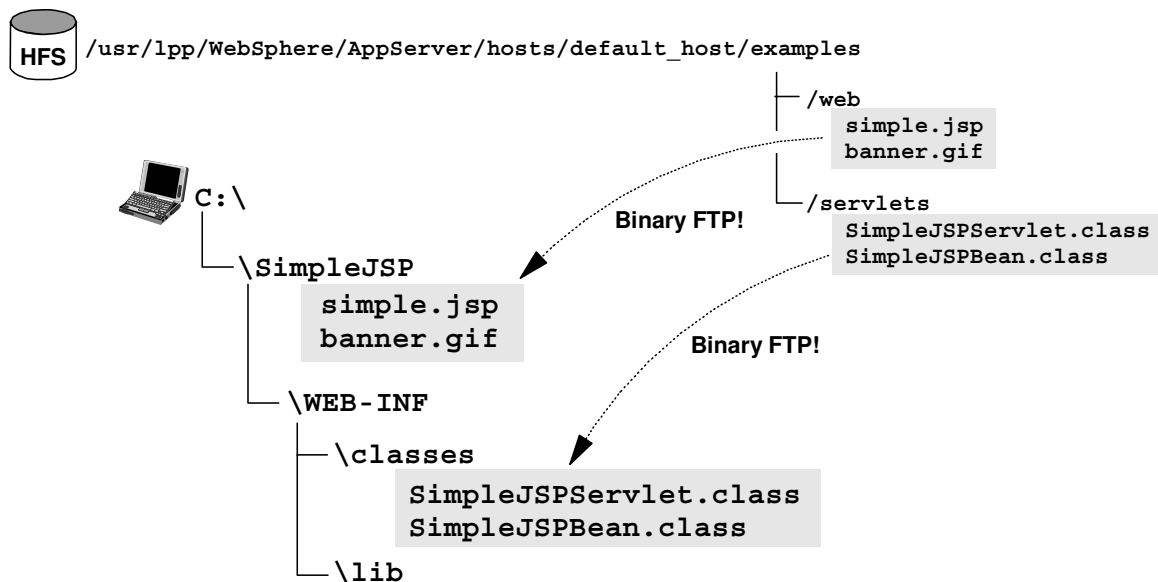 HFS
/usr/lpp/WebSphere/AppServer/hosts/default_host/examples
/web
simple.jsp
banner.gif
/servlets
SimpleJSPServlet.class
SimpleJSPBean.class
Binary FTP!
C:\
\SimpleJSP
simple.jsp
banner.gif
Binary FTP!
\WEB-INF
\classes
SimpleJSPServlet.class
SimpleJSPBean.class
\lib